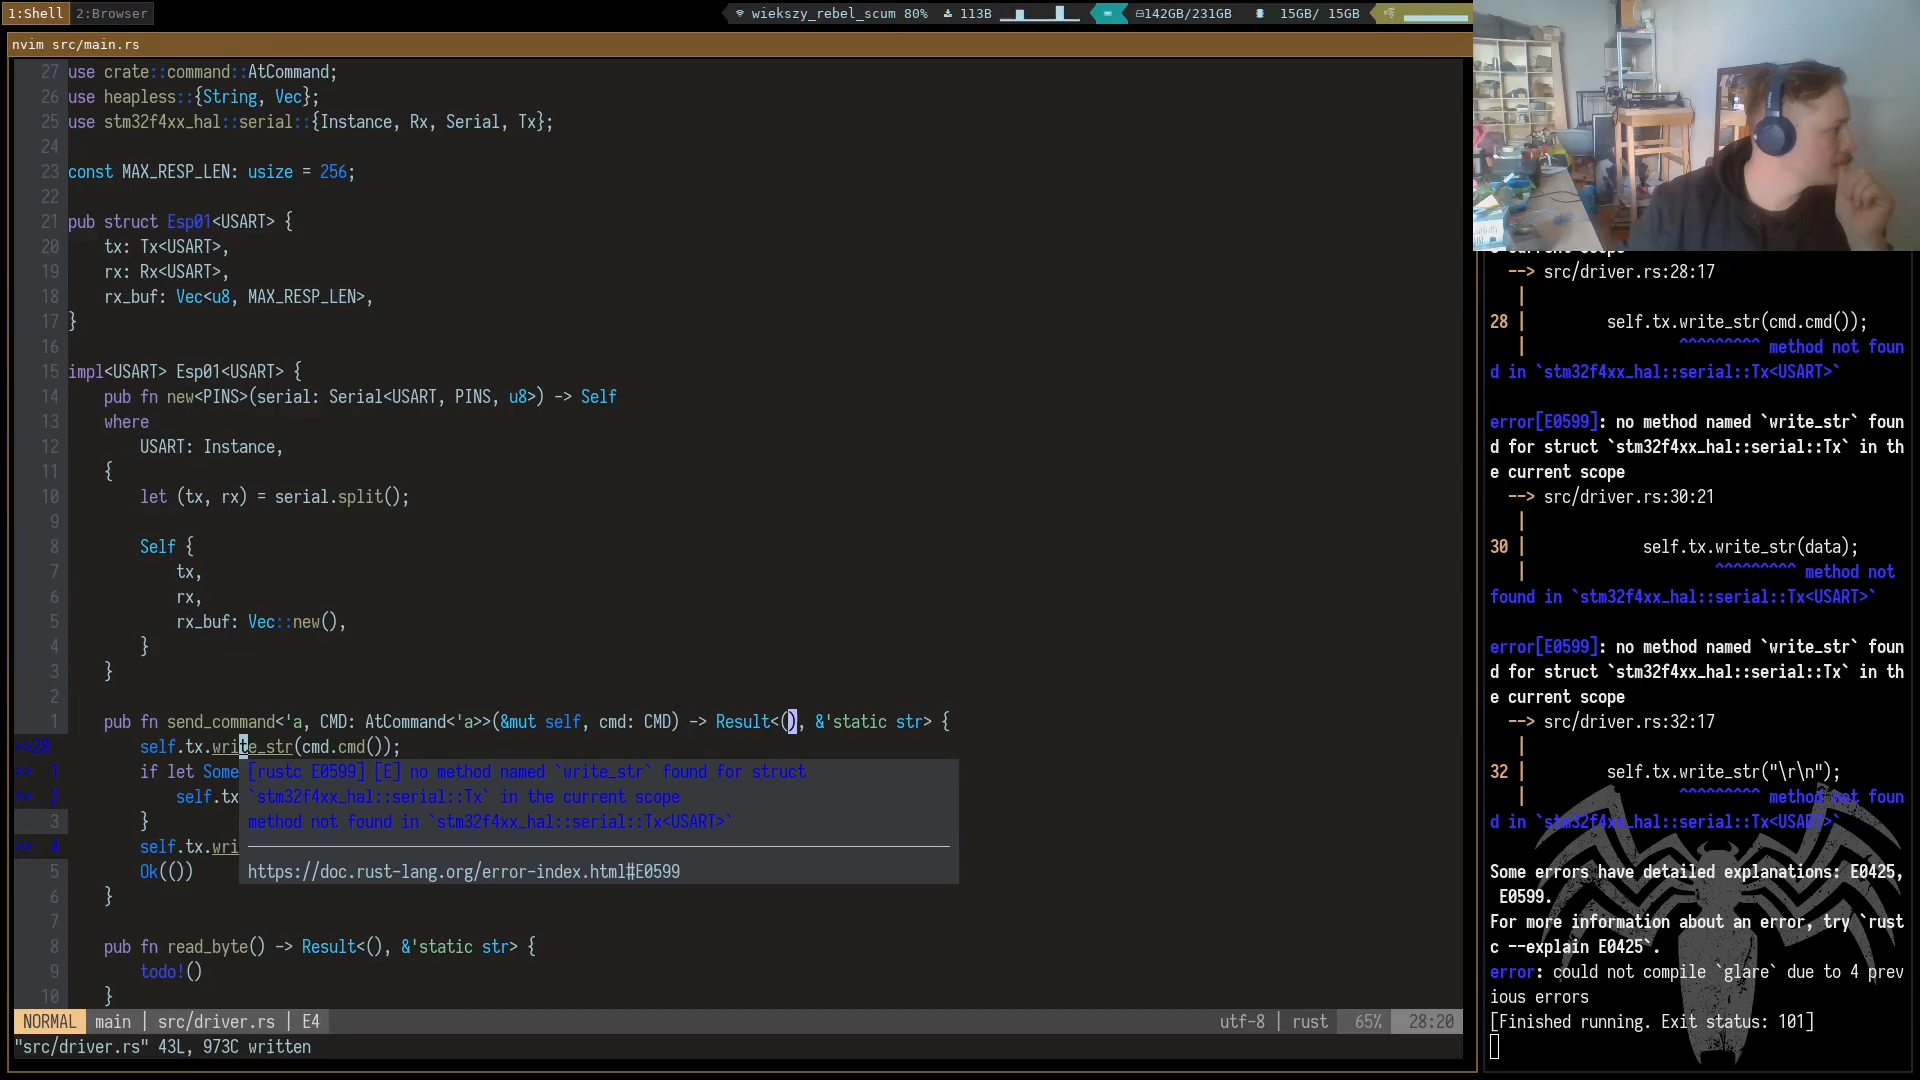 1:Shell 2:Browser
wiekszy_rebel_scum 80% 113B 142GB/231GB 15GB/ 15GB
nvim src/main.rs
27 use crate::command::AtCommand;
26 use heapless::{String, Vec};
25 use stm32f4xx_hal::serial::{Instance, Rx, Serial, Tx};
24
23 const MAX_RESP_LEN: usize = 256;
22
21 pub struct Esp01<USART> {
20 tx: Tx<USART>,
19 rx: Rx<USART>,
18 rx_buf: Vec<u8, MAX_RESP_LEN>,
17 }
16
15 impl<USART> Esp01<USART> {
14 pub fn new<PINS>(serial: Serial<USART, PINS, u8>) -> Self
13 where
12 USART: Instance,
11 {
10 let (tx, rx) = serial.split();
9
8 Self {
7 tx,
6 rx,
5 rx_buf: Vec::new(),
4 }
3 }
2
1 pub fn send_command<'a, CMD: AtCommand<'a>>(&mut self, cmd: CMD) -> Result<(), &'static str> {
>>28 self.tx.write_str(cmd.cmd());
>> 1 if let Some [rustc E0599] [E] no method named `write_str` found for struct
>> 2 self.tx `stm32f4xx_hal::serial::Tx` in the current scope
3 } method not found in `stm32f4xx_hal::serial::Tx<USART>`
>> 4 self.tx.wri
5 Ok(()) https://doc.rust-lang.org/error-index.html#E0599
6 }
7
8 pub fn read_byte() -> Result<(), &'static str> {
9 todo!()
10 }
NORMAL main | src/driver.rs | E4 utf-8 | rust 65% 28:20
"src/driver.rs" 43L, 973C written
--> src/driver.rs:28:17
|
28 | self.tx.write_str(cmd.cmd());
| ^^^^^^^^^ method not foun
d in `stm32f4xx_hal::serial::Tx<USART>`
error[E0599]: no method named `write_str` foun
d for struct `stm32f4xx_hal::serial::Tx` in th
e current scope
--> src/driver.rs:30:21
|
30 | self.tx.write_str(data);
| ^^^^^^^^^ method not
found in `stm32f4xx_hal::serial::Tx<USART>`
error[E0599]: no method named `write_str` foun
d for struct `stm32f4xx_hal::serial::Tx` in th
e current scope
--> src/driver.rs:32:17
|
32 | self.tx.write_str("\r\n");
| ^^^^^^^^^ method not foun
d in `stm32f4xx_hal::serial::Tx<USART>`
Some errors have detailed explanations: E0425,
E0599.
For more information about an error, try `rust
c --explain E0425`.
error: could not compile `glare` due to 4 prev
ious errors
[Finished running. Exit status: 101]